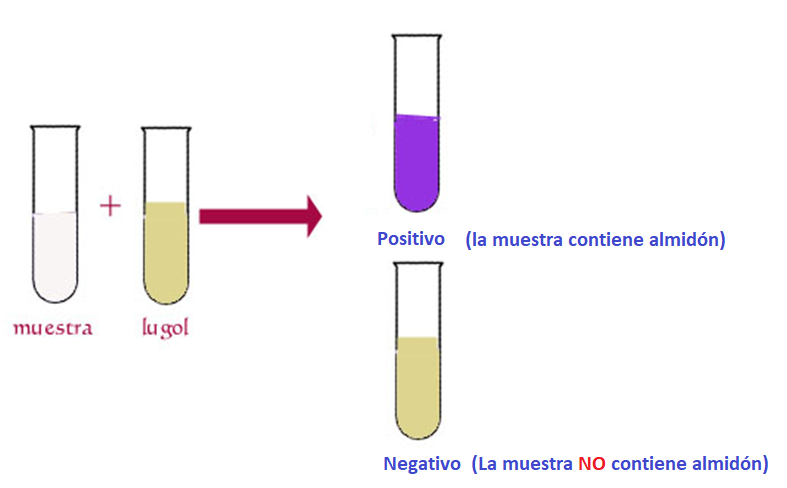 +
Positivo (la muestra contiene almidón)
muestra
lugol
Negativo (La muestra NO contiene almidón)